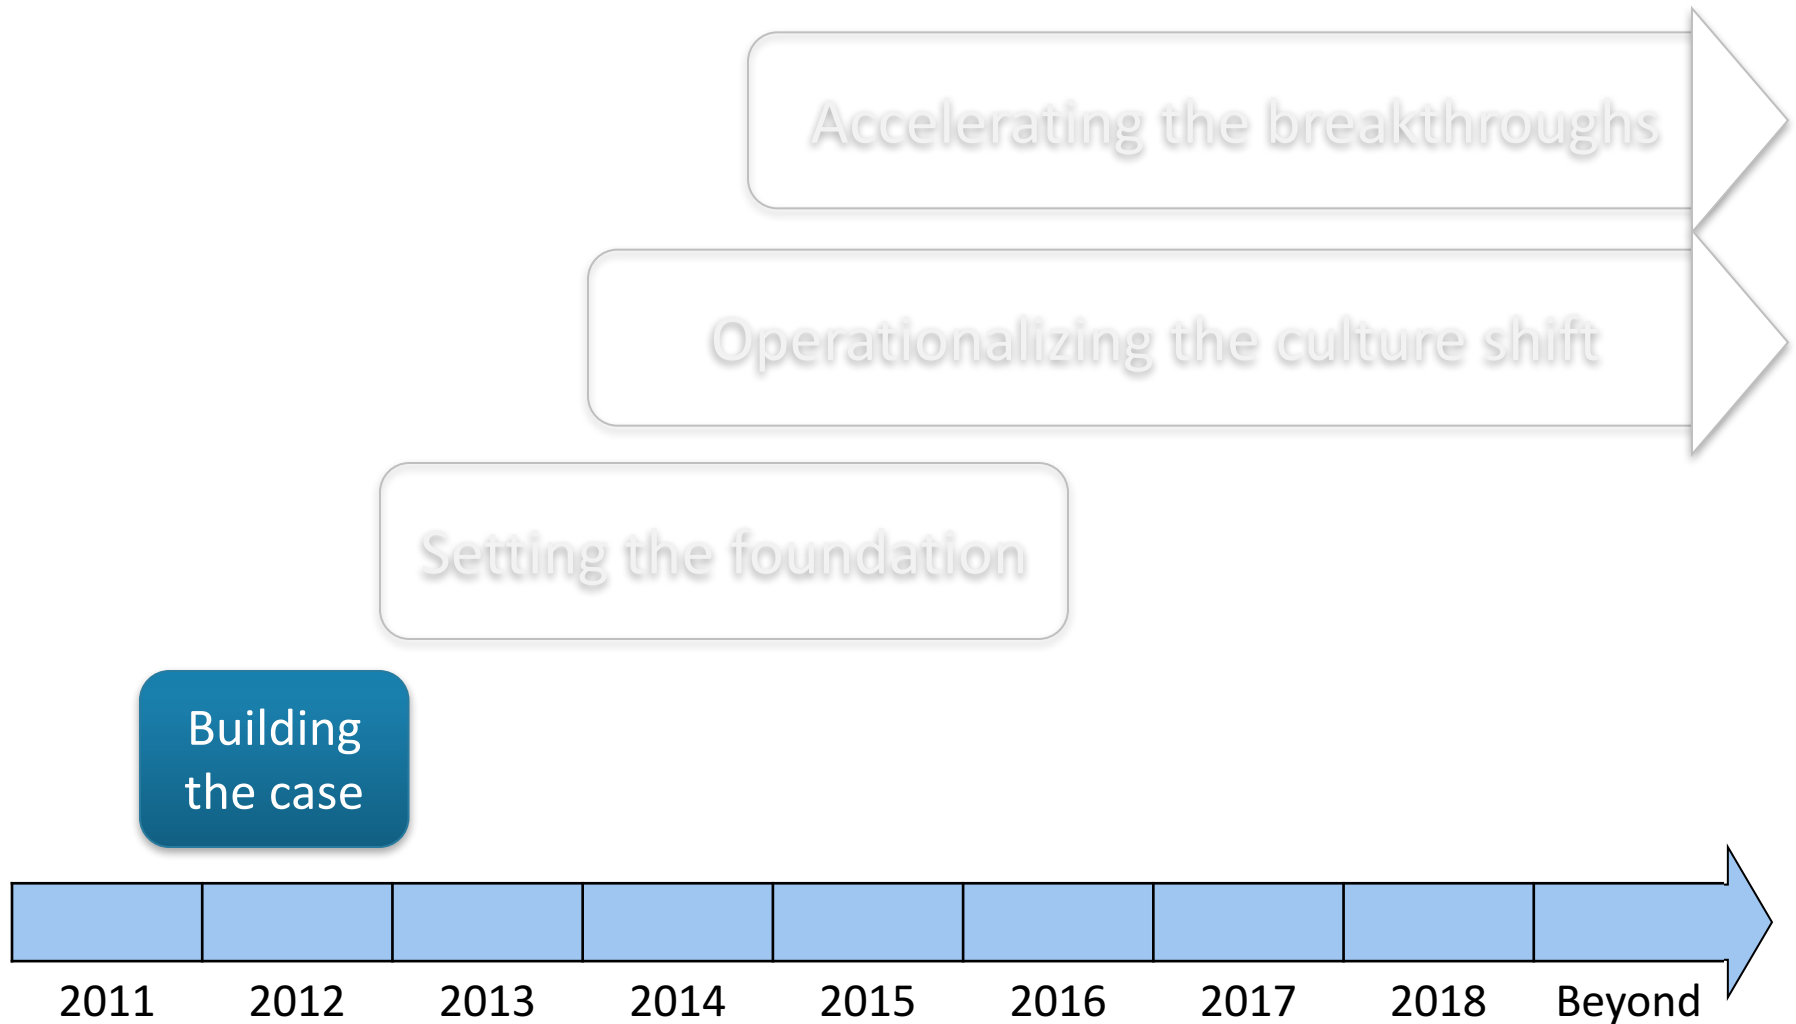 Accelerating the breakthroughs
Operationalizing the culture shift
Setting the foundation
Building
the case
2011 2012 2013 2014 2015 2016 2017 2018 Beyond